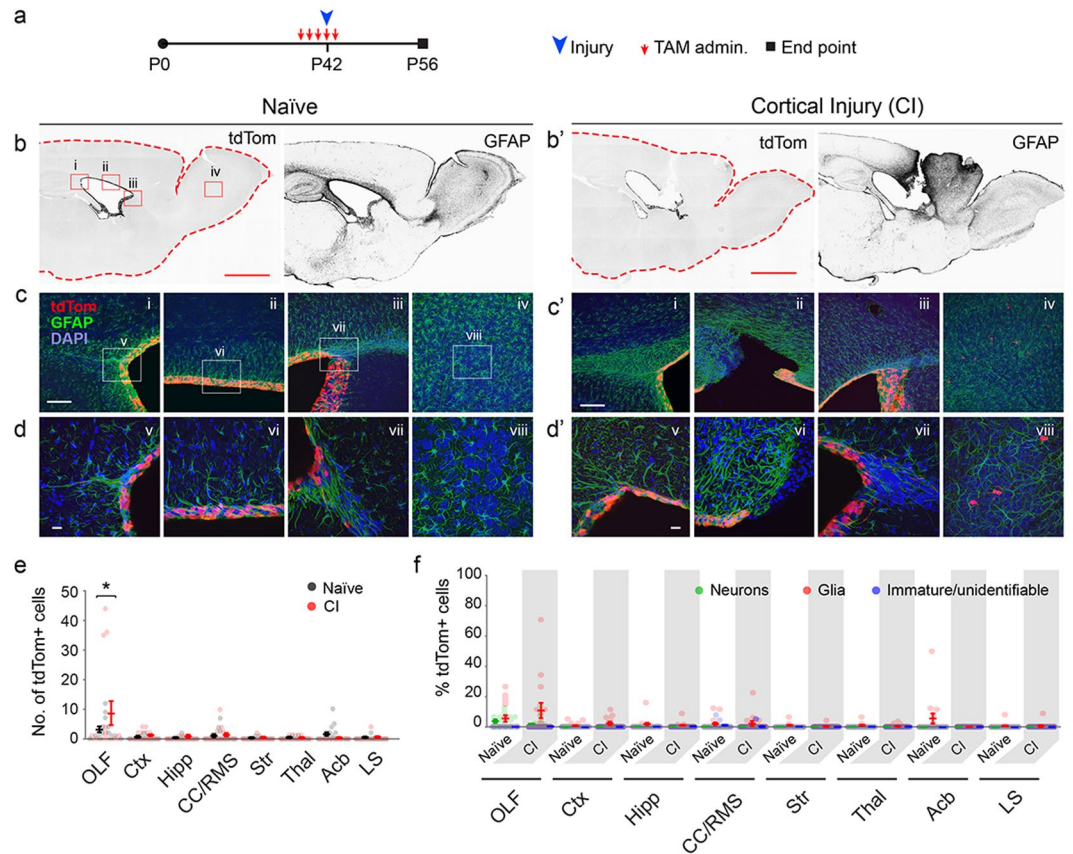 a
P0 P42 P56
Injury TAM admin. End point
Naïve
Cortical Injury (CI)
b tdTom GFAP
i ii iii iv
b' tdTom GFAP
c i ii iii iv
tdTom
GFAP
DAPI
v vi vii viii
c' i ii iii iv
d v vi vii viii
d' v vi vii viii
e
No. of tdTom+ cells
50
40
30
20
10
0
*
Naïve
CI
OLF Ctx Hipp CC/RMS Str Thal Acb LS
f
% tdTom+ cells
100
80
60
40
20
0
Neurons Glia Immature/unidentifiable
Naïve CI Naïve CI Naïve CI Naïve CI Naïve CI Naïve CI Naïve CI Naïve CI
OLF Ctx Hipp CC/RMS Str Thal Acb LS